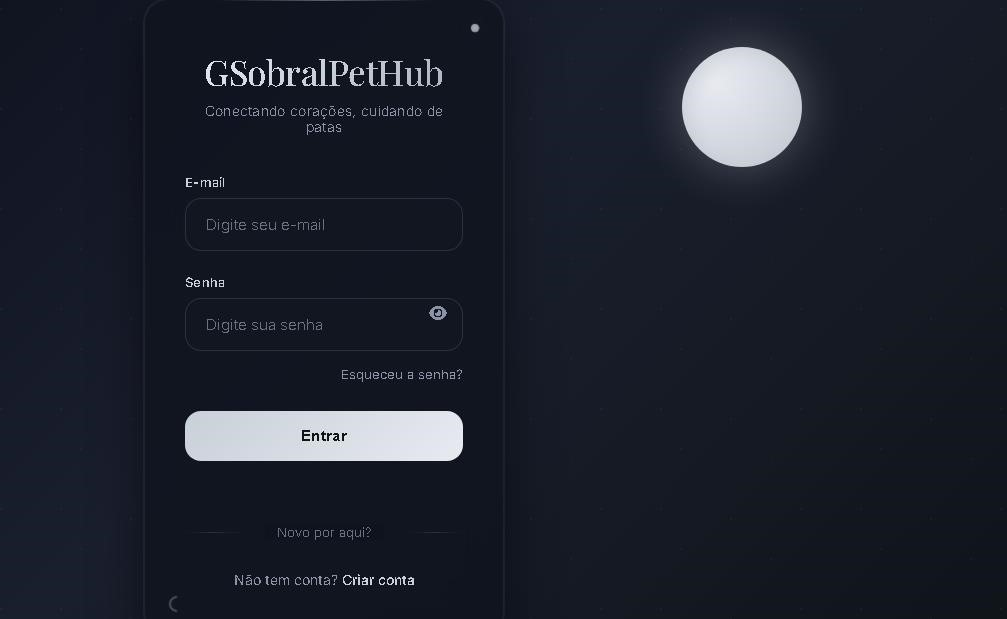 GSobralPetHub
Conectando corações, cuidando de
patas
E-mail
Digite seu e-mail
Senha
Digite sua senha
Esqueceu a senha?
Entrar
Novo por aqui?
Não tem conta? Criar conta